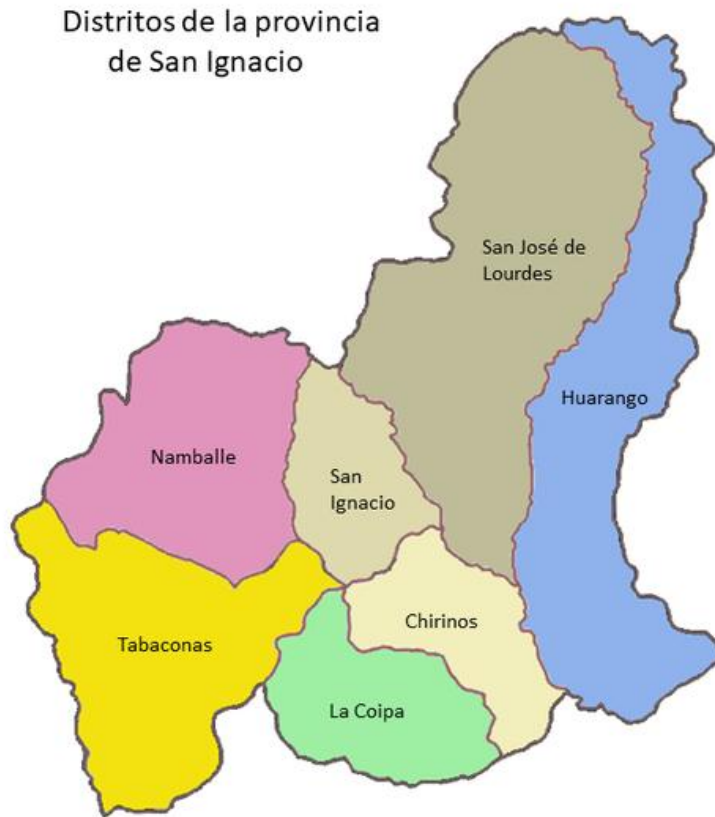 Distritos de la provincia
de San Ignacio
San José de
Lourdes
Huarango
Namballe
San
Ignacio
Chirinos
Tabaconas
La Coipa